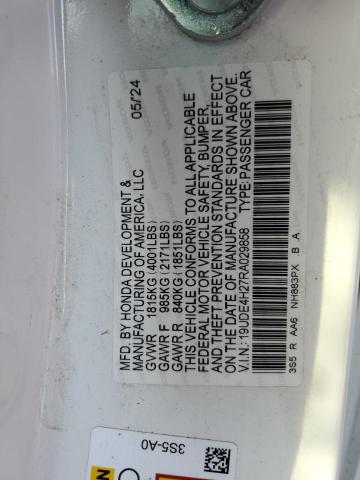 MFD. BY HONDA DEVELOPMENT &
MANUFACTURING OF AMERICA, LLC
05/24
GVWR 1815KG(4001LBS)
GAWR F 985KG(2171LBS)
GAWR R 840KG(1851LBS)
THIS VEHICLE CONFORMS TO ALL APPLICABLE
FEDERAL MOTOR VEHICLE SAFETY, BUMPER,
AND THEFT PREVENTION STANDARDS IN EFFECT
ON THE DATE OF MANUFACTURE SHOWN ABOVE.
V.I.N.:19UDE4H27RA029858 TYPE:PASSENGER CAR
3S5 R AA6 NH883PX B A
3S5-A0